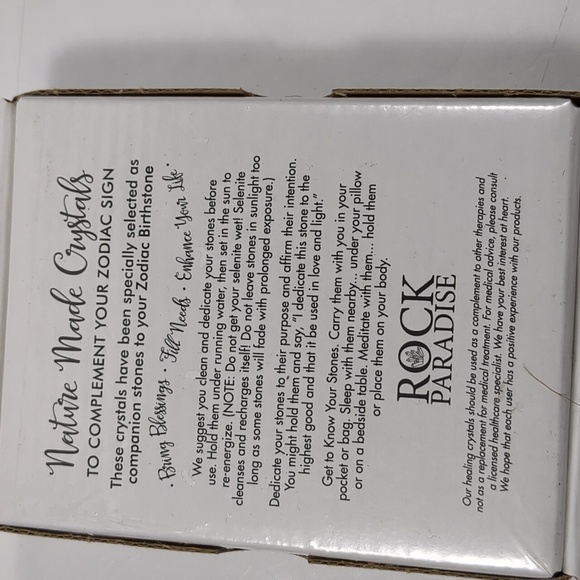 Nature Made Crystals
TO COMPLEMENT YOUR ZODIAC SIGN
These crystals have been specially selected as
companion stones to your Zodiac Birthstone
• Bring Blessings • Fill Needs • Enhance Your Life •
We suggest you clean and dedicate your stones before
use. Hold them under running water, then set in the sun to
re-energize. (NOTE: Do not get your selenite wet! Selenite
cleanses and recharges itself! Do not leave stones in sunlight too
long as some stones will fade with prolonged exposure.)
Dedicate your stones to their purpose and affirm their intention.
You might hold them and say, "I dedicate this stone to the
highest good and that it be used in love and light."
Get to Know Your Stones. Carry them with you in your
pocket or bag. Sleep with them nearby... under your pillow
or on a bedside table. Meditate with them... hold them
or place them on your body.
ROCK
PARADISE
Our healing crystals should be used as a complement to other therapies and
not as a replacement for medical treatment. For medical advice, please consult
a licensed healthcare specialist. We have your best interest at heart.
We hope that each user has a positive experience with our products.